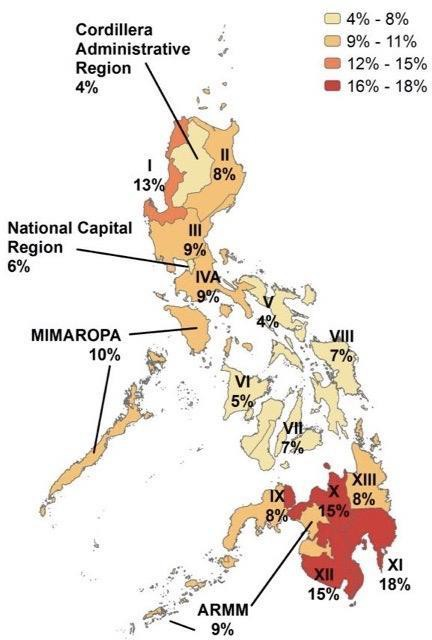 Cordillera
Administrative
Region
4%
4% - 8%
9% - 11%
12% - 15%
16% - 18%
I
13%
II
8%
National Capital
Region
6%
III
9%
IVA
9%
V
4%
MIMAROPA
10%
VIII
7%
VI
5%
VII
7%
IX
8%
X
15%
XIII
8%
XI
18%
XII
15%
ARMM
9%